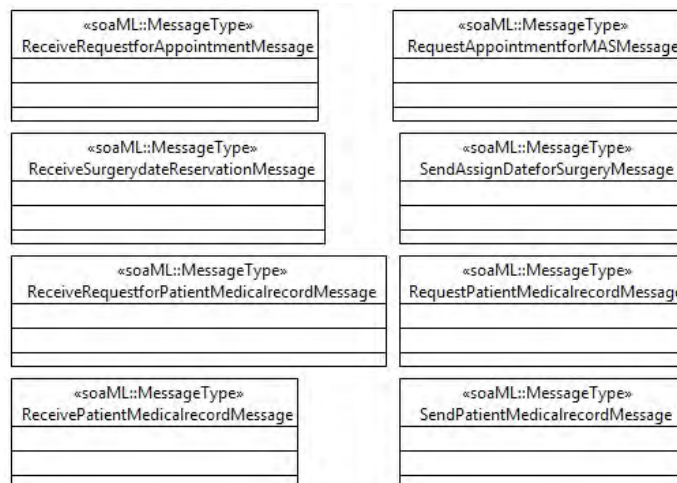 «soaML::MessageType»
ReceiveRequestforAppointmentMessage
«soaML::MessageType»
RequestAppointmentforMASMessage
«soaML::MessageType»
ReceiveSurgerydateReservationMessage
«soaML::MessageType»
SendAssignDateforSurgeryMessage
«soaML::MessageType»
ReceiveRequestforPatientMedicalrecordMessage
«soaML::MessageType»
RequestPatientMedicalrecordMessage
«soaML::MessageType»
ReceivePatientMedicalrecordMessage
«soaML::MessageType»
SendPatientMedicalrecordMessage